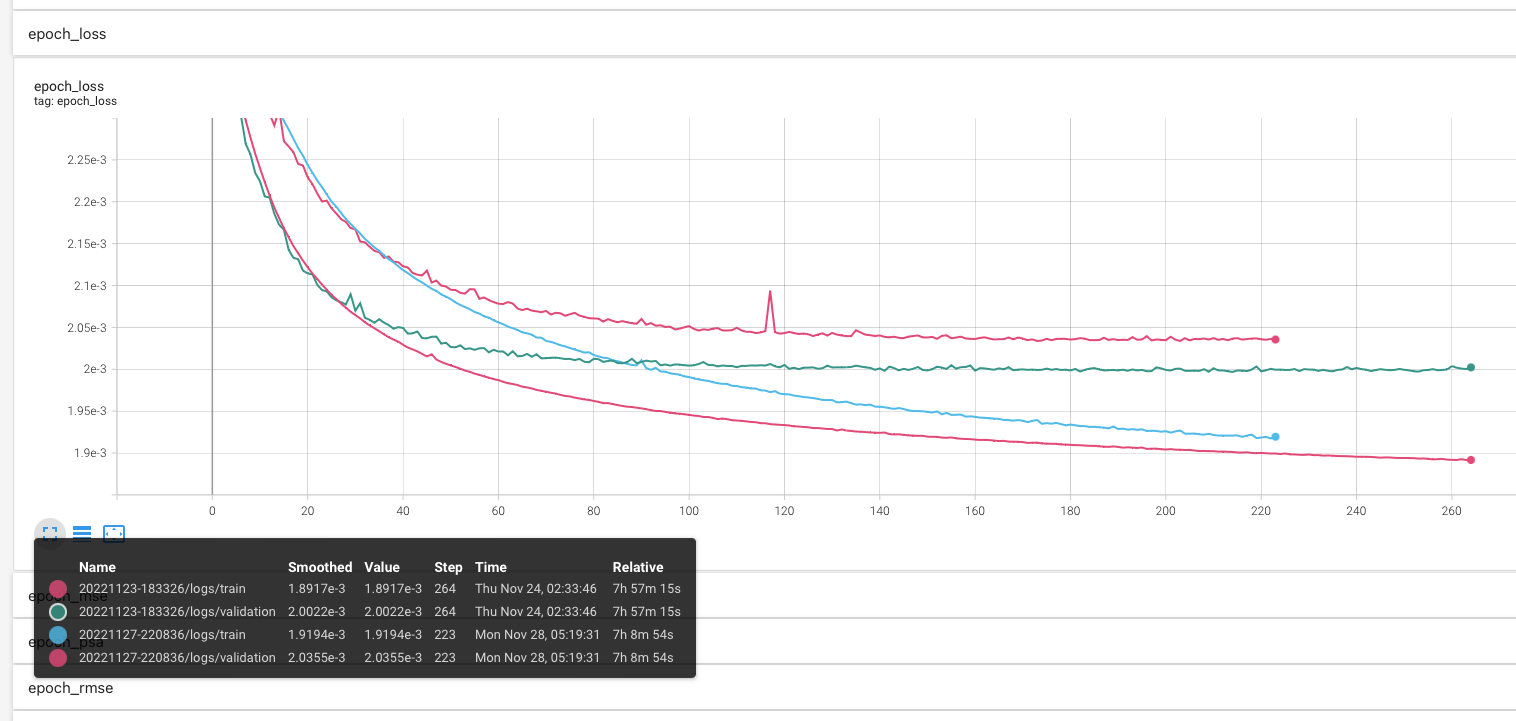 epoch_loss
epoch_loss
tag: epoch_loss
2.25e-3
2.2e-3
2.15e-3
2.1e-3
2.05e-3
2e-3
1.95e-3
1.9e-3
0 20 40 60 80 100 120 140 160 180 200 220 240 260
Name Smoothed Value Step Time Relative
20221123-183326/logs/train 1.8917e-3 1.8917e-3 264 Thu Nov 24, 02:33:46 7h 57m 15s
epoch_mse
20221123-183326/logs/validation 2.0022e-3 2.0022e-3 264 Thu Nov 24, 02:33:46 7h 57m 15s
20221127-220836/logs/train 1.9194e-3 1.9194e-3 223 Mon Nov 28, 05:19:31 7h 8m 54s
epoch_psa
20221127-220836/logs/validation 2.0355e-3 2.0355e-3 223 Mon Nov 28, 05:19:31 7h 8m 54s
epoch_rmse